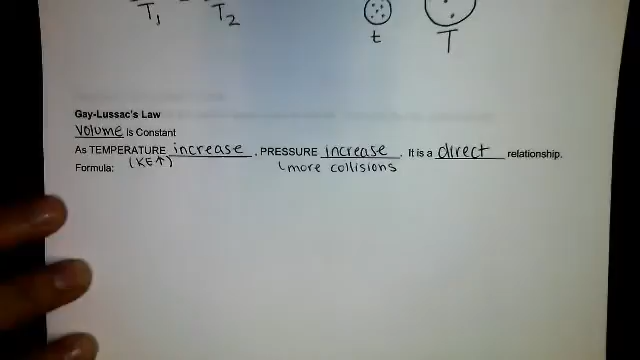 T1 T2
t T
Gay-Lussac's Law
Volume is Constant
As TEMPERATURE increase, PRESSURE increase. It is a direct relationship.
(KE↑) (more collisions
Formula: